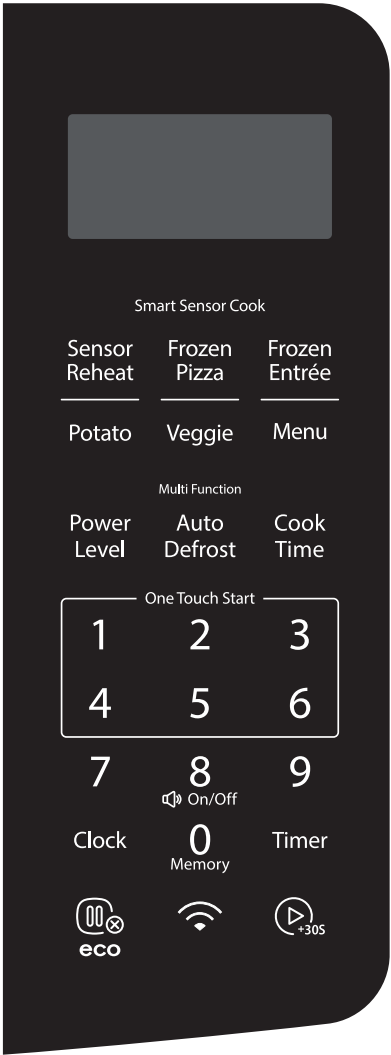 Smart Sensor Cook
Sensor Reheat
Frozen Pizza
Frozen Entrée
Potato Veggie Menu
Multi Function
Power Level
Auto Defrost
Cook Time
One Touch Start
1 2 3
4 5 6
7 8 9
On/Off
Clock 0 Timer
Memory
+30S
eco